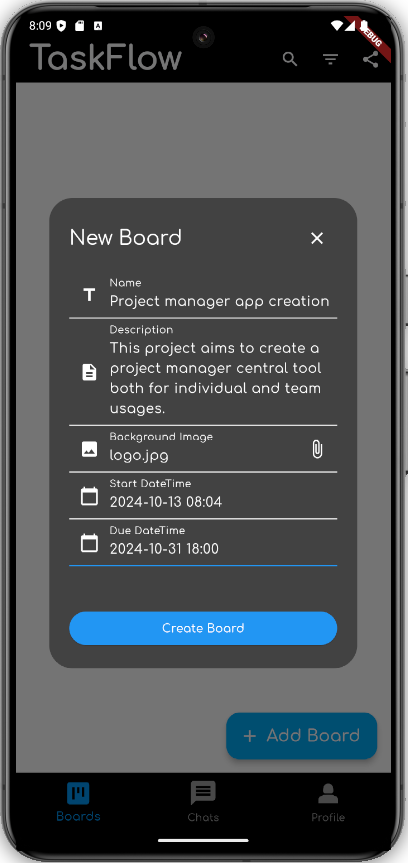 8:09
DEBUG
TaskFlow
New Board
Name
Project manager app creation
Description
This project aims to create a
project manager central tool
both for individual and team
usages.
Background Image
logo.jpg
Start DateTime
2024-10-13 08:04
Due DateTime
2024-10-31 18:00
Create Board
+ Add Board
Boards
Chats
Profile